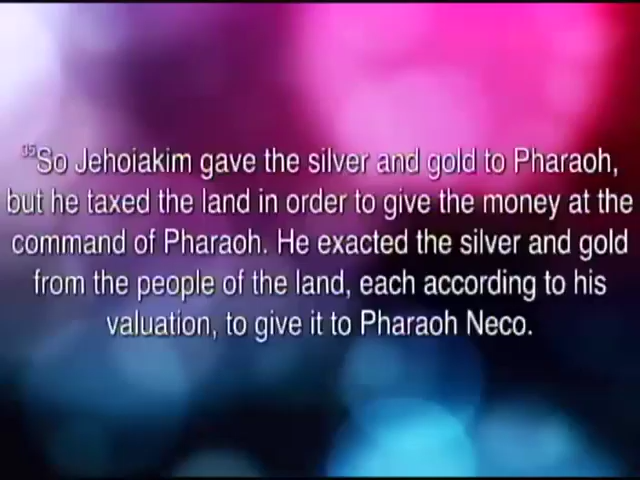 35So Jehoiakim gave the silver and gold to Pharaoh,
but he taxed the land in order to give the money at the
command of Pharaoh. He exacted the silver and gold
from the people of the land, each according to his
valuation, to give it to Pharaoh Neco.